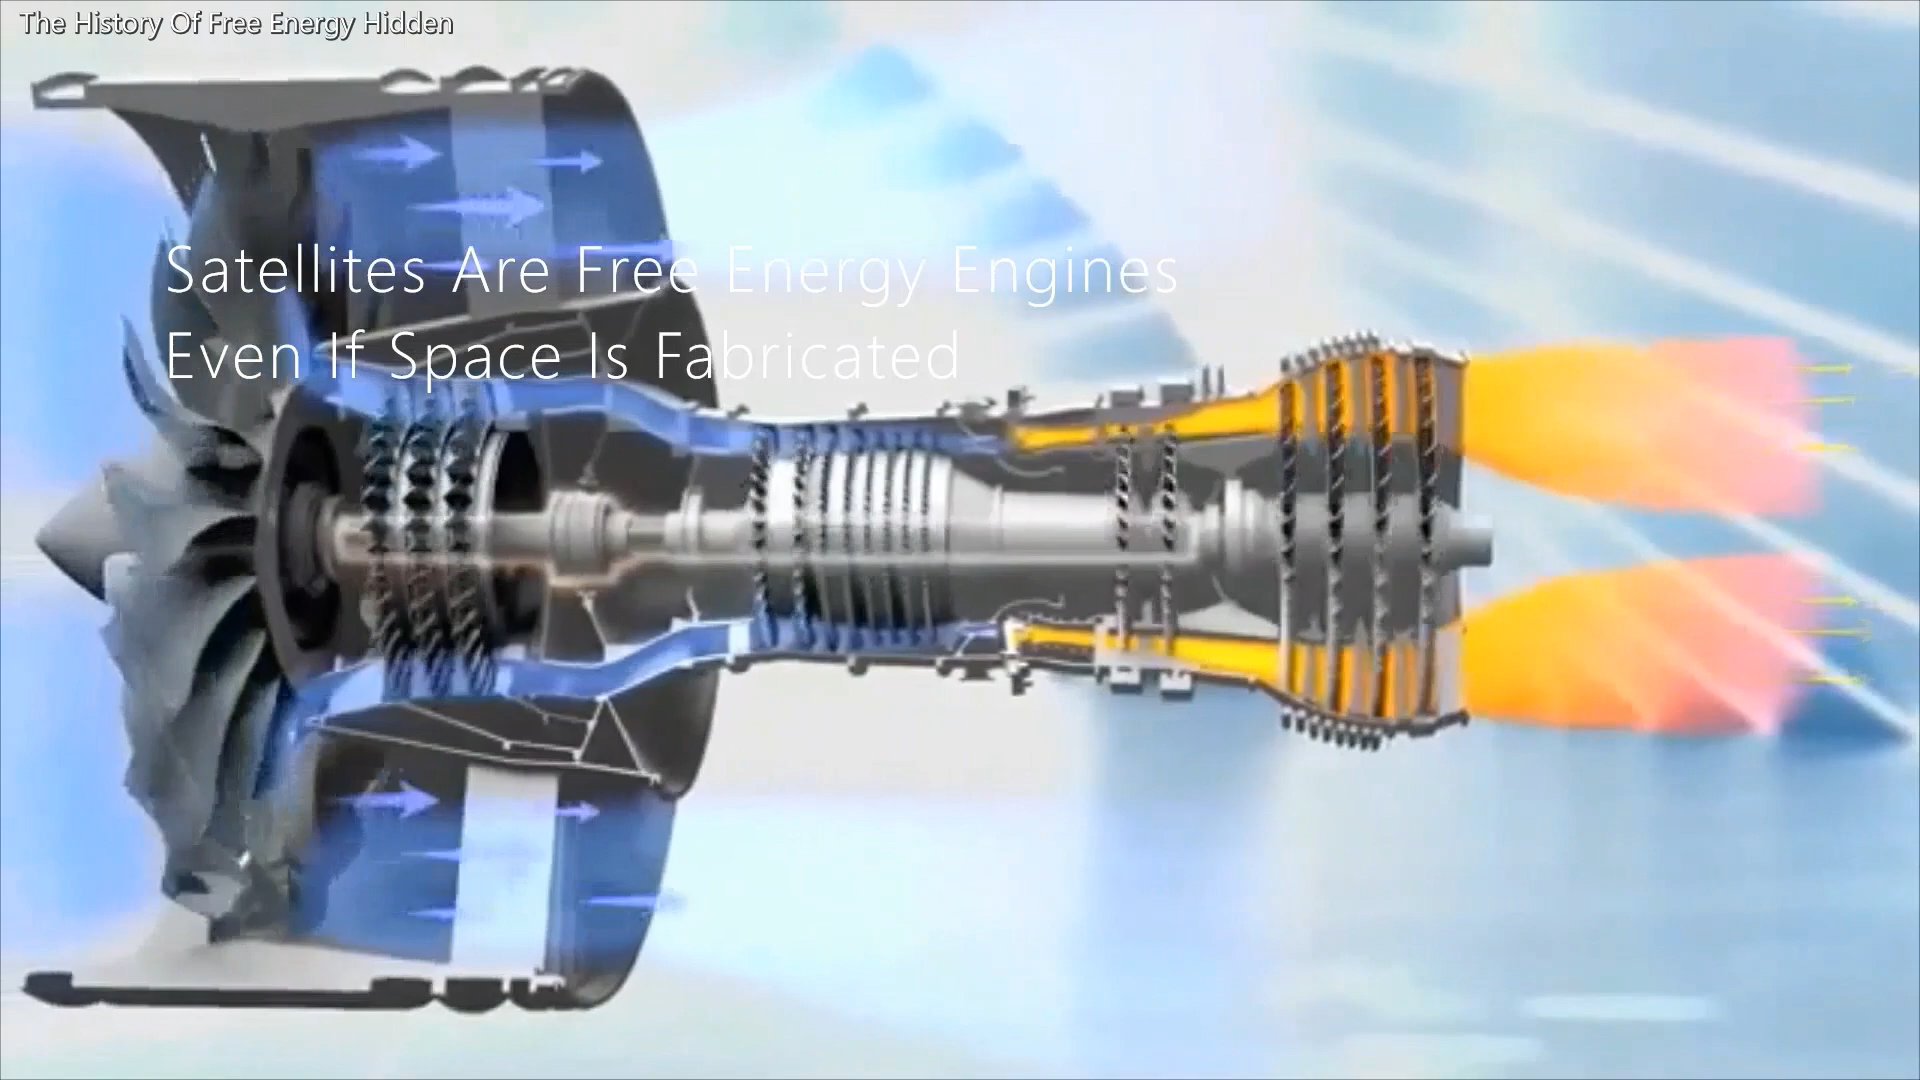 The History Of Free Energy Hidden
Satellites Are Free Energy Engines
Even If Space Is Fabricated